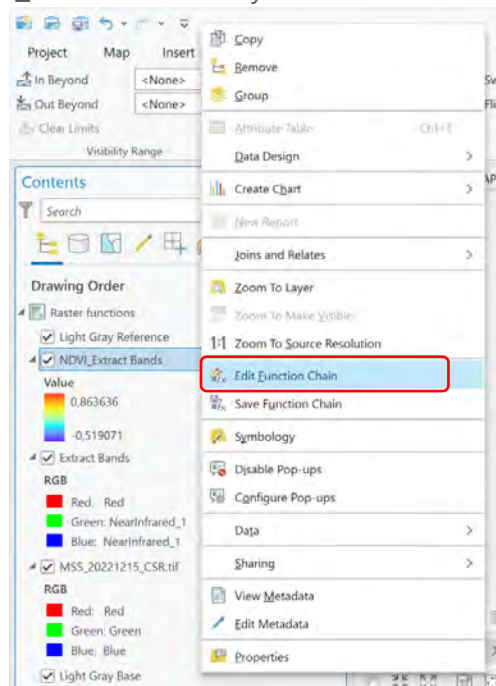 Project Map Insert
In Beyond <None>
Out Beyond <None>
Clear Limits
Visibility Range
Contents
Search
Drawing Order
Raster functions
Light Gray Reference
NDVI_Extract Bands
Value
0,863636
-0,519071
Extract Bands
RGB
Red: Red
Green: NearInfrared_1
Blue: NearInfrared_1
MSS_20221215_CSR.tif
RGB
Red: Red
Green: Green
Blue: Blue
Light Gray Base
Copy
Remove
Group
Attribute Table Ctrl+T
Data Design
Create Chart
New Report
Joins and Relates
Zoom To Layer
Zoom To Make Visible
1:1 Zoom To Source Resolution
Edit Function Chain
Save Function Chain
Symbology
Disable Pop-ups
Configure Pop-ups
Data
Sharing
View Metadata
Edit Metadata
Properties